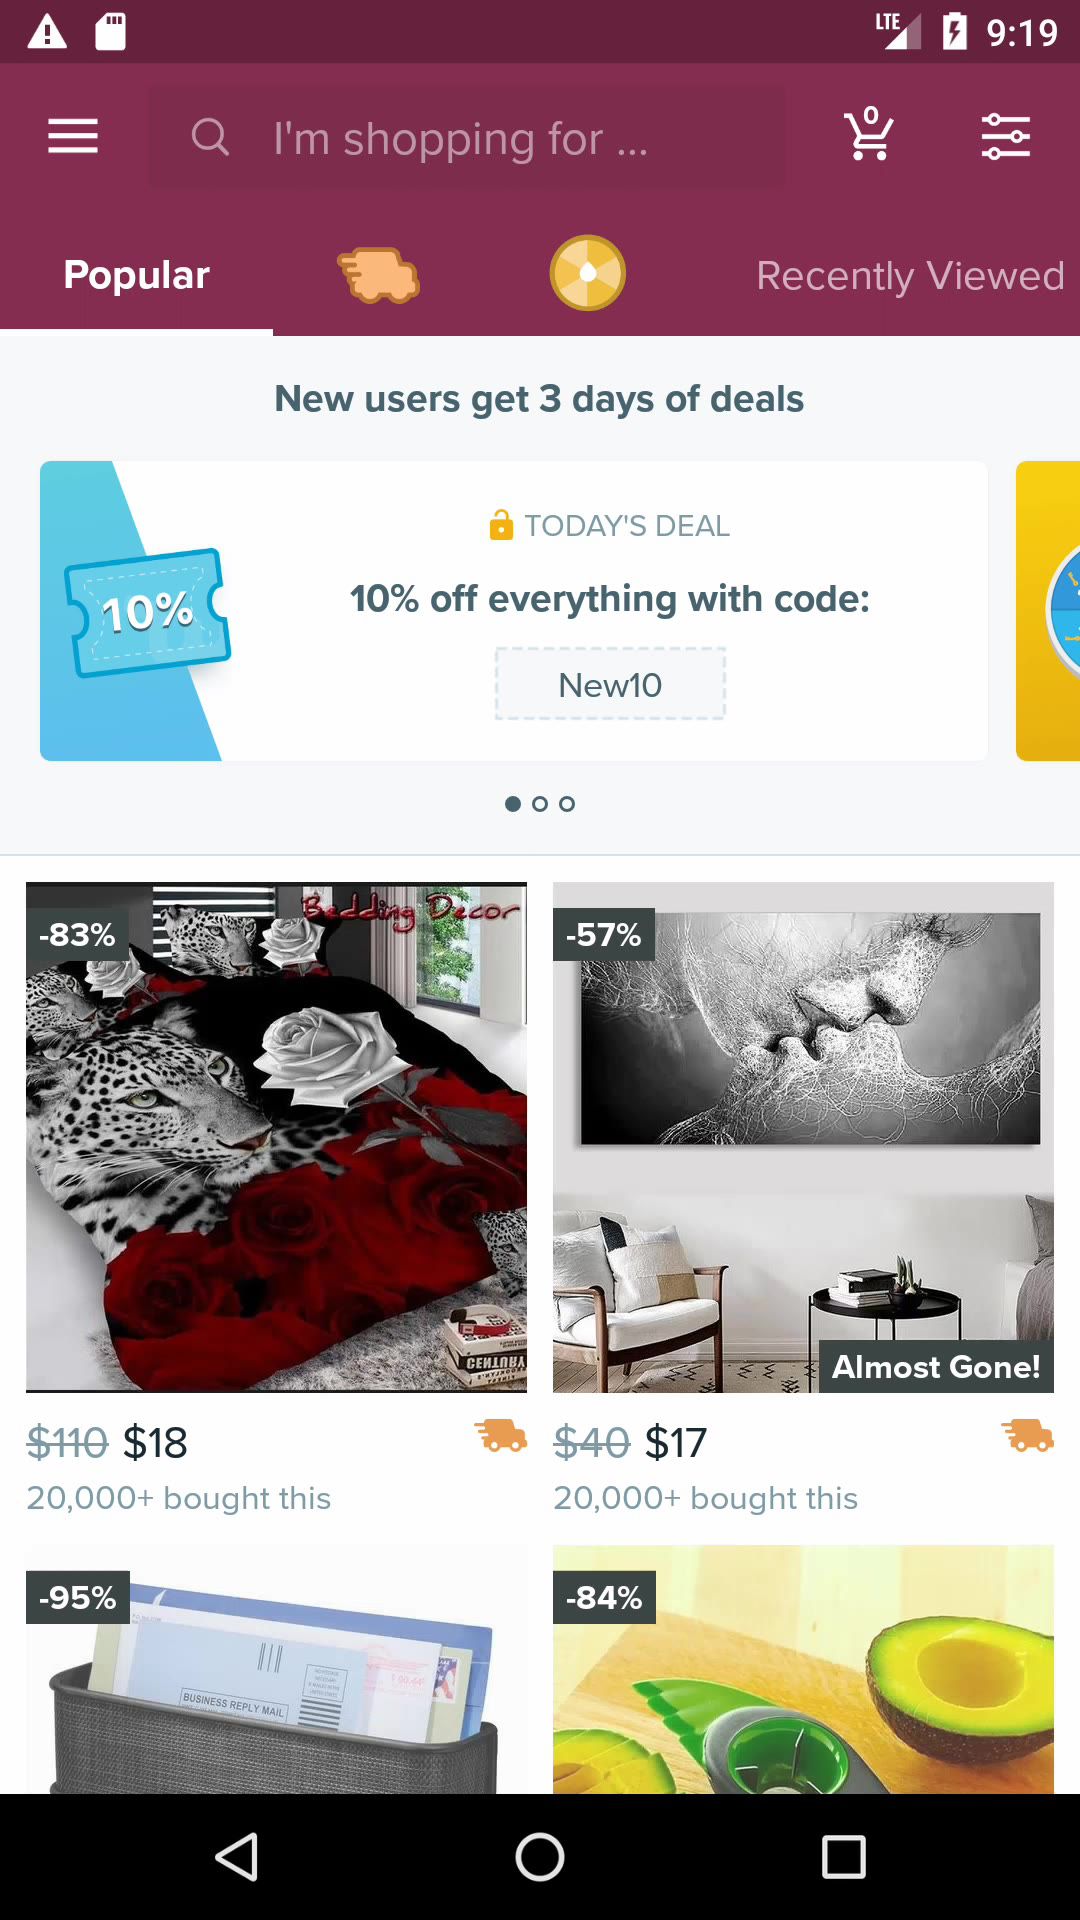 LTE 9:19
I'm shopping for ...
0
Popular
Recently Viewed
New users get 3 days of deals
TODAY'S DEAL
10%
10% off everything with code:
New10
Bedding Decor
-83%
-57%
CENTURY
Almost Gone!
$110 $18
$40 $17
20,000+ bought this
20,000+ bought this
-95%
-84%
BUSINESS REPLY MAIL